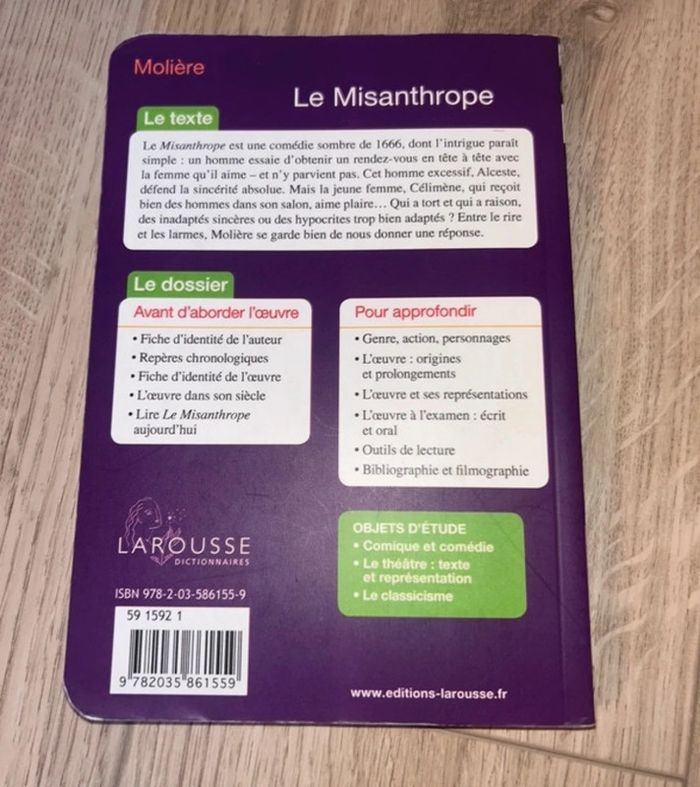 Molière
Le Misanthrope
Le texte
Le Misanthrope est une comédie sombre de 1666, dont l'intrigue paraît
simple : un homme essaie d'obtenir un rendez-vous en tête à tête avec
la femme qu'il aime – et n'y parvient pas. Cet homme excessif, Alceste,
défend la sincérité absolue. Mais la jeune femme, Célimène, qui reçoit
bien des hommes dans son salon, aime plaire... Qui a tort et qui a raison,
des inadaptés sincères ou des hypocrites trop bien adaptés ? Entre le rire
et les larmes, Molière se garde bien de nous donner une réponse.
Le dossier
Avant d'aborder l'œuvre
• Fiche d'identité de l'auteur
• Repères chronologiques
• Fiche d'identité de l'œuvre
• L'œuvre dans son siècle
• Lire Le Misanthrope
aujourd'hui
Pour approfondir
• Genre, action, personnages
• L'œuvre : origines
et prolongements
• L'œuvre et ses représentations
• L'œuvre à l'examen : écrit
et oral
• Outils de lecture
• Bibliographie et filmographie
OBJETS D'ÉTUDE
• Comique et comédie
• Le théâtre : texte
et représentation
• Le classicisme
LAROUSSE
DICTIONNAIRES
ISBN 978-2-03-586155-9
59 1592 1
9 782035 861559
www.editions-larousse.fr